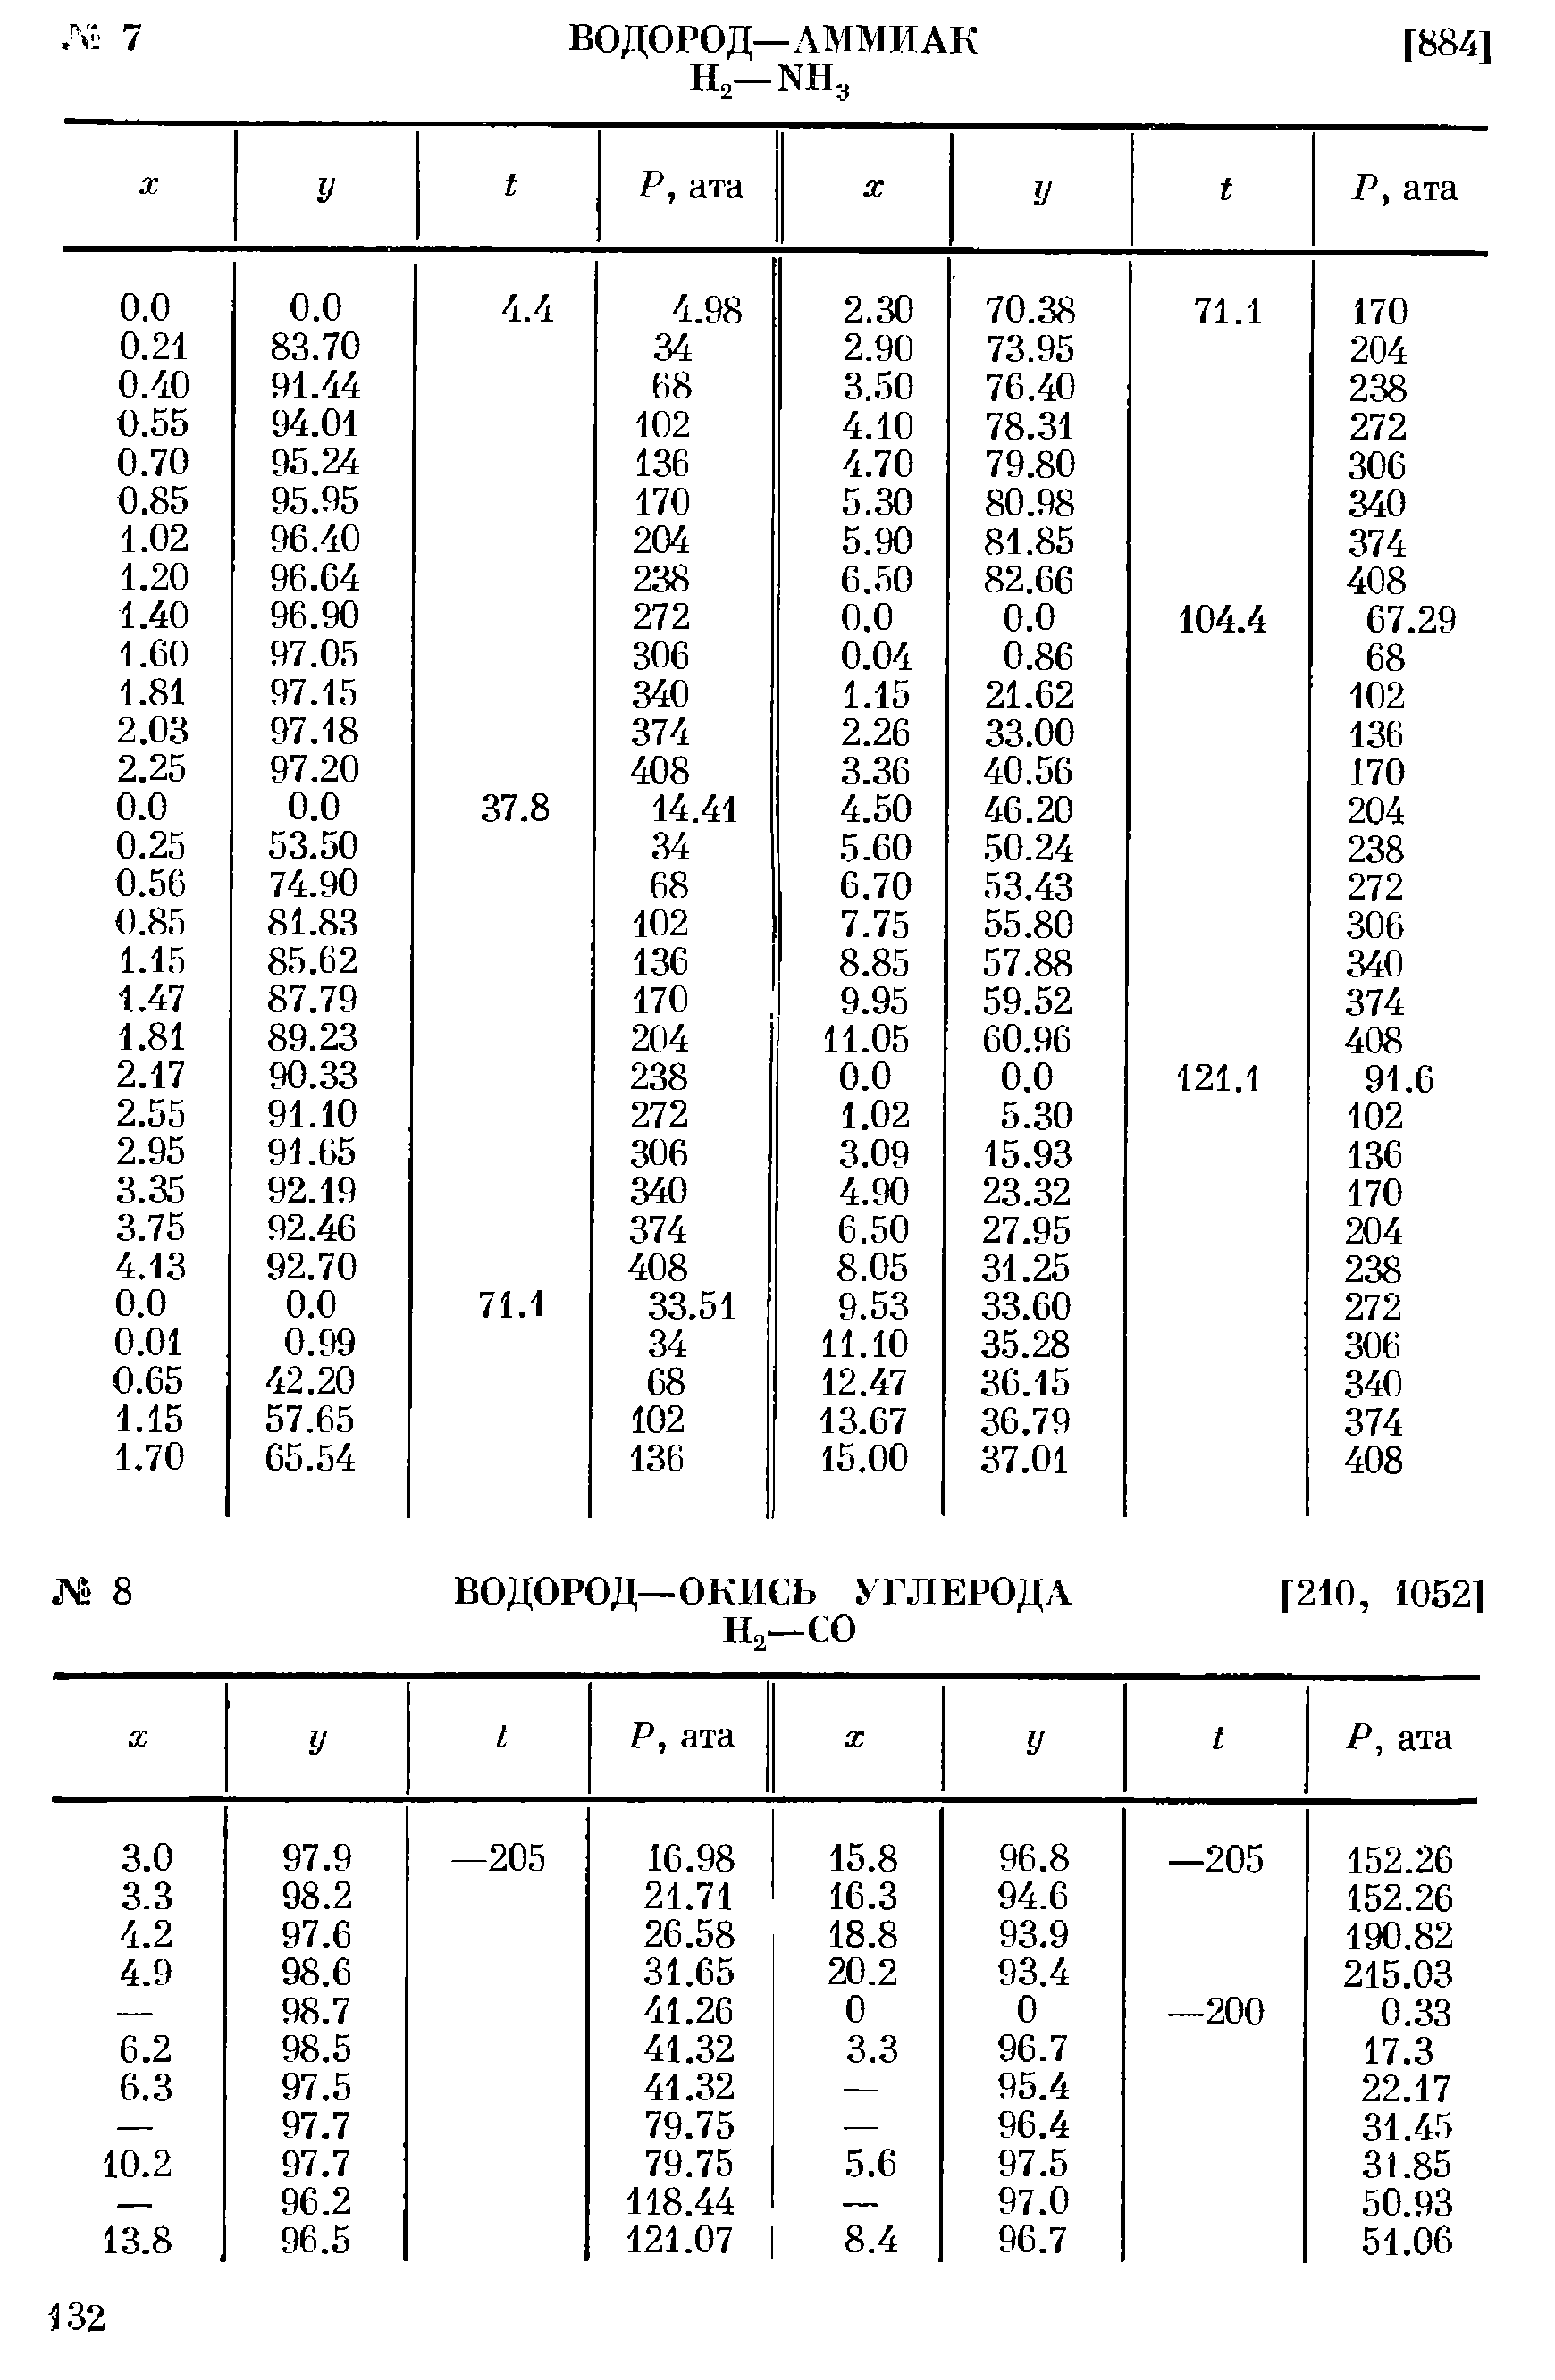 № 7 ВОДОРОД—АММИАК [884]
H₂—NH₃
x y t P, ата x y t P, ата
0.0 0.0 4.4 4.98 2.30 70.38 71.1 170
0.21 83.70 34 2.90 73.95 204
0.40 91.44 68 3.50 76.40 238
0.55 94.01 102 4.10 78.31 272
0.70 95.24 136 4.70 79.80 306
0.85 95.95 170 5.30 80.98 340
1.02 96.40 204 5.90 81.85 374
1.20 96.64 238 6.50 82.66 408
1.40 96.90 272 0.0 0.0 104.4 67.29
1.60 97.05 306 0.04 0.86 68
1.81 97.15 340 1.15 21.62 102
2.03 97.18 374 2.26 33.00 136
2.25 97.20 408 3.36 40.56 170
0.0 0.0 37.8 14.41 4.50 46.20 204
0.25 53.50 34 5.60 50.24 238
0.56 74.90 68 6.70 53.43 272
0.85 81.83 102 7.75 55.80 306
1.15 85.62 136 8.85 57.88 340
1.47 87.79 170 9.95 59.52 374
1.81 89.23 204 11.05 60.96 408
2.17 90.33 238 0.0 0.0 121.1 91.6
2.55 91.10 272 1.02 5.30 102
2.95 91.65 306 3.09 15.93 136
3.35 92.19 340 4.90 23.32 170
3.75 92.46 374 6.50 27.95 204
4.13 92.70 408 8.05 31.25 238
0.0 0.0 71.1 33.51 9.53 33.60 272
0.01 0.99 34 11.10 35.28 306
0.65 42.20 68 12.47 36.15 340
1.15 57.65 102 13.67 36.79 374
1.70 65.54 136 15.00 37.01 408
№ 8 ВОДОРОД—ОКИСЬ УГЛЕРОДА [210, 1052]
H₂—CO
x y t P, ата x y t P, ата
3.0 97.9 —205 16.98 15.8 96.8 —205 152.26
3.3 98.2 21.71 16.3 94.6 152.26
4.2 97.6 26.58 18.8 93.9 190.82
4.9 98.6 31.65 20.2 93.4 215.03
— 98.7 41.26 0 0 —200 0.33
6.2 98.5 41.32 3.3 96.7 17.3
6.3 97.5 41.32 — 95.4 22.17
— 97.7 79.75 — 96.4 31.45
10.2 97.7 79.75 5.6 97.5 31.85
— 96.2 118.44 — 97.0 50.93
13.8 96.5 121.07 8.4 96.7 51.06
132